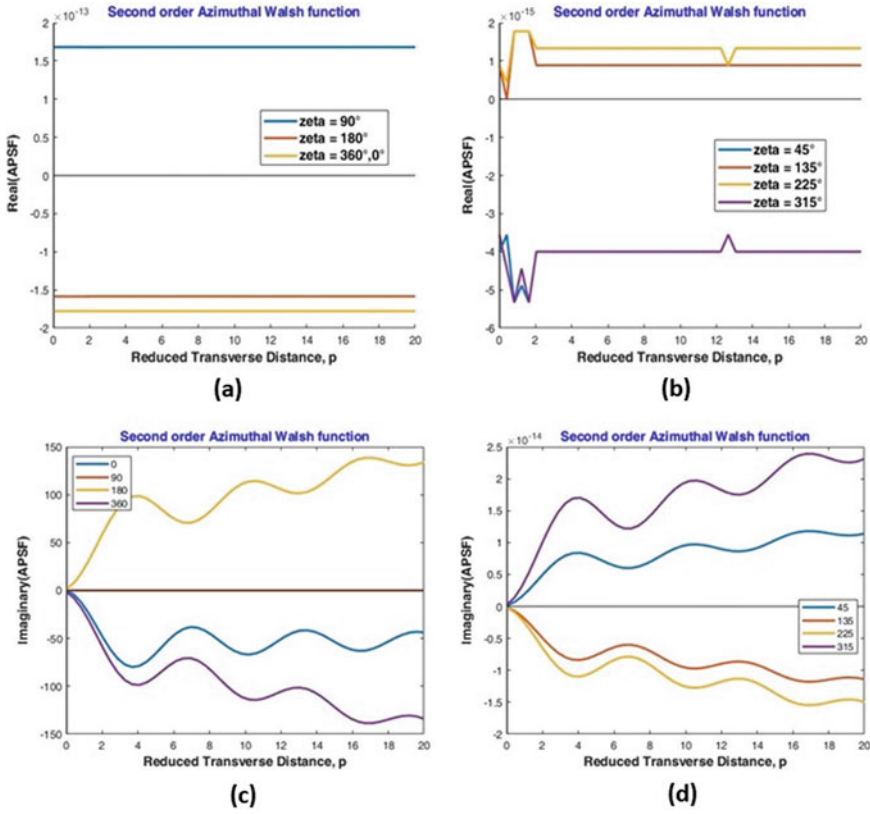 Second order Azimuthal Walsh function
×10⁻¹³
2
1.5
1
0.5
0
-0.5
-1
-1.5
-2
0 2 4 6 8 10 12 14 16 18 20
Real(APSF)
Reduced Transverse Distance, p
zeta = 90°
zeta = 180°
zeta = 360°,0°
(a)
Second order Azimuthal Walsh function
×10⁻¹⁵
2
1
0
-1
-2
-3
-4
-5
-6
0 2 4 6 8 10 12 14 16 18 20
Real(APSF)
Reduced Transverse Distance, p
zeta = 45°
zeta = 135°
zeta = 225°
zeta = 315°
(b)
Second order Azimuthal Walsh function
150
100
50
0
-50
-100
-150
0 2 4 6 8 10 12 14 16 18 20
Imaginary(APSF)
Reduced Transverse Distance, p
0
90
180
360
(c)
Second order Azimuthal Walsh function
×10⁻¹⁴
2.5
2
1.5
1
0.5
0
-0.5
-1
-1.5
-2
0 2 4 6 8 10 12 14 16 18 20
Imaginary(APSF)
Reduced Transverse Distance, p
45
135
225
315
(d)